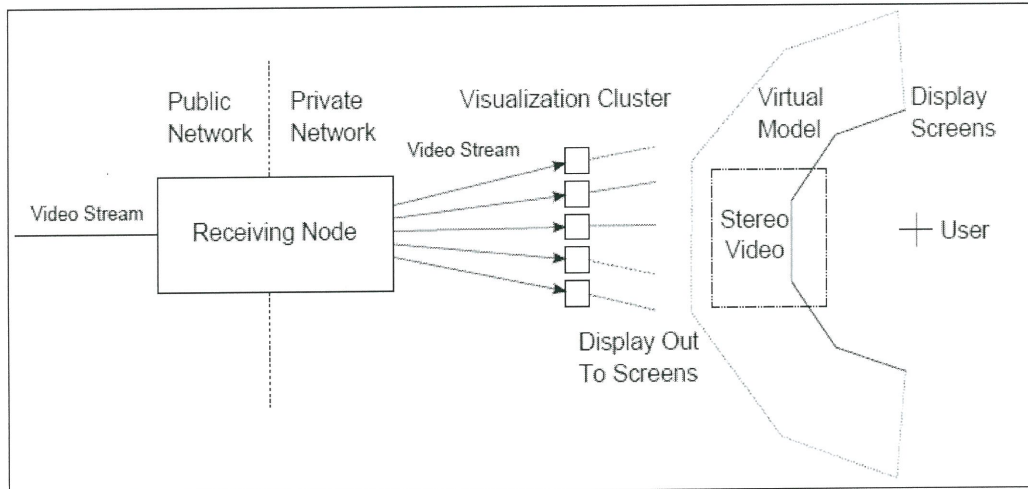 Public
Network
Private
Network
Visualization Cluster
Virtual
Model
Display
Screens
Video Stream
Video Stream
Receiving Node
Stereo
Video
User
Display Out
To Screens